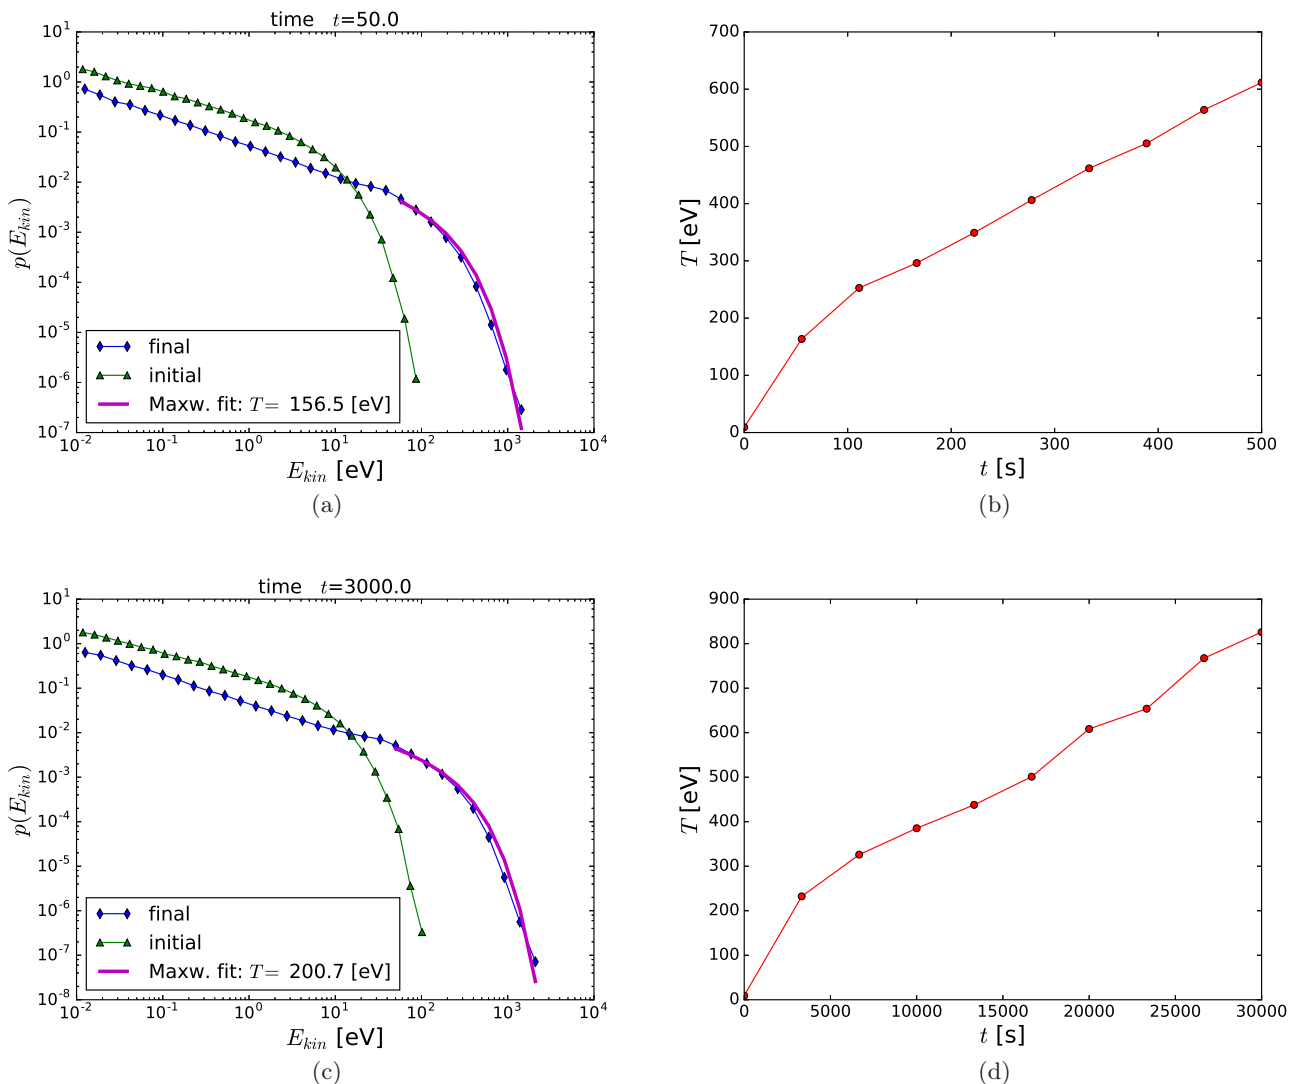 time t=50.0
10^1
10^0
10^-1
10^-2
10^-3
10^-4
10^-5
10^-6
10^-7
p(E_kin)
final
initial
Maxw. fit: T= 156.5 [eV]
10^-2 10^-1 10^0 10^1 10^2 10^3 10^4
E_kin [eV]
(a)
700
600
500
400
300
200
100
0
T [eV]
0 100 200 300 400 500
t [s]
(b)
time t=3000.0
10^1
10^0
10^-1
10^-2
10^-3
10^-4
10^-5
10^-6
10^-7
10^-8
p(E_kin)
final
initial
Maxw. fit: T= 200.7 [eV]
10^-2 10^-1 10^0 10^1 10^2 10^3 10^4
E_kin [eV]
(c)
900
800
700
600
500
400
300
200
100
0
T [eV]
0 5000 10000 15000 20000 25000 30000
t [s]
(d)